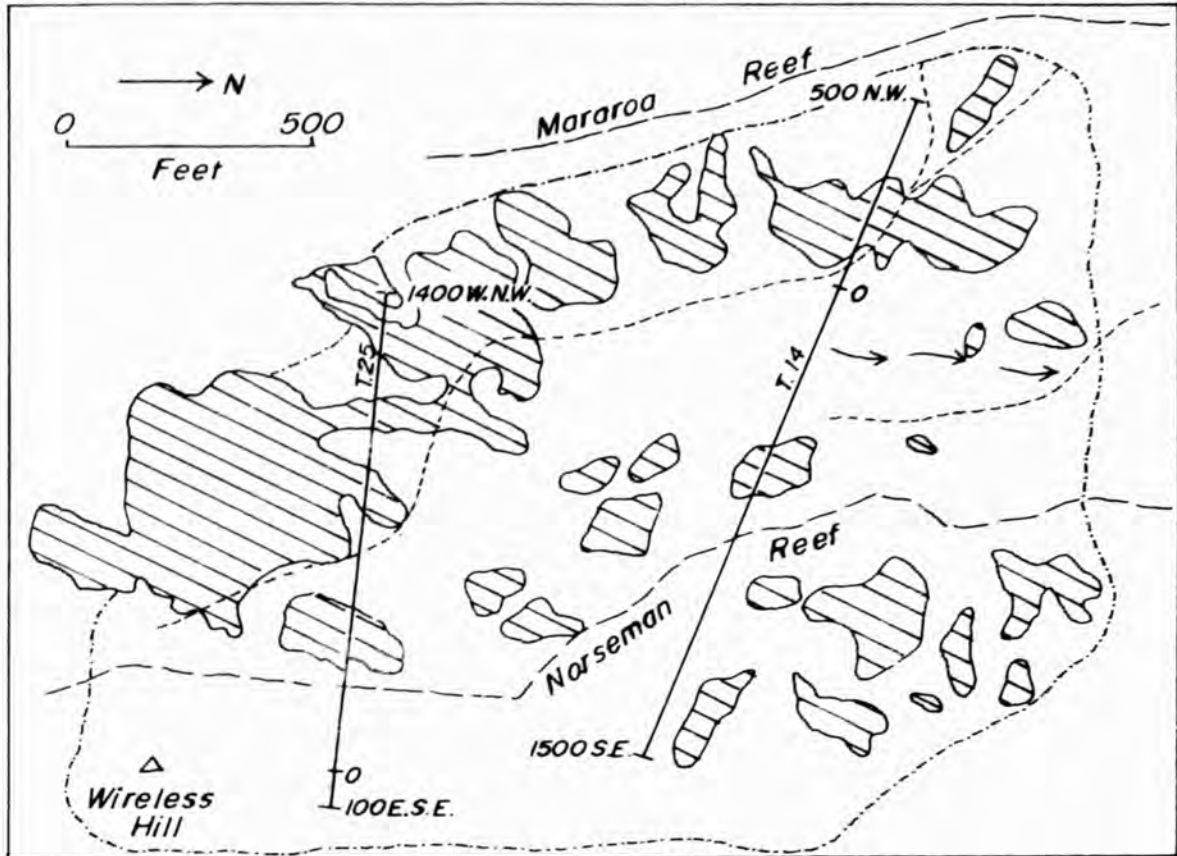 N
0 500
Feet
Mararoa Reef
500 N.W.
1400 W.N.W.
T.25
0
T.14
Norseman Reef
1500 S.E.
0
100 E.S.E.
Wireless
Hill